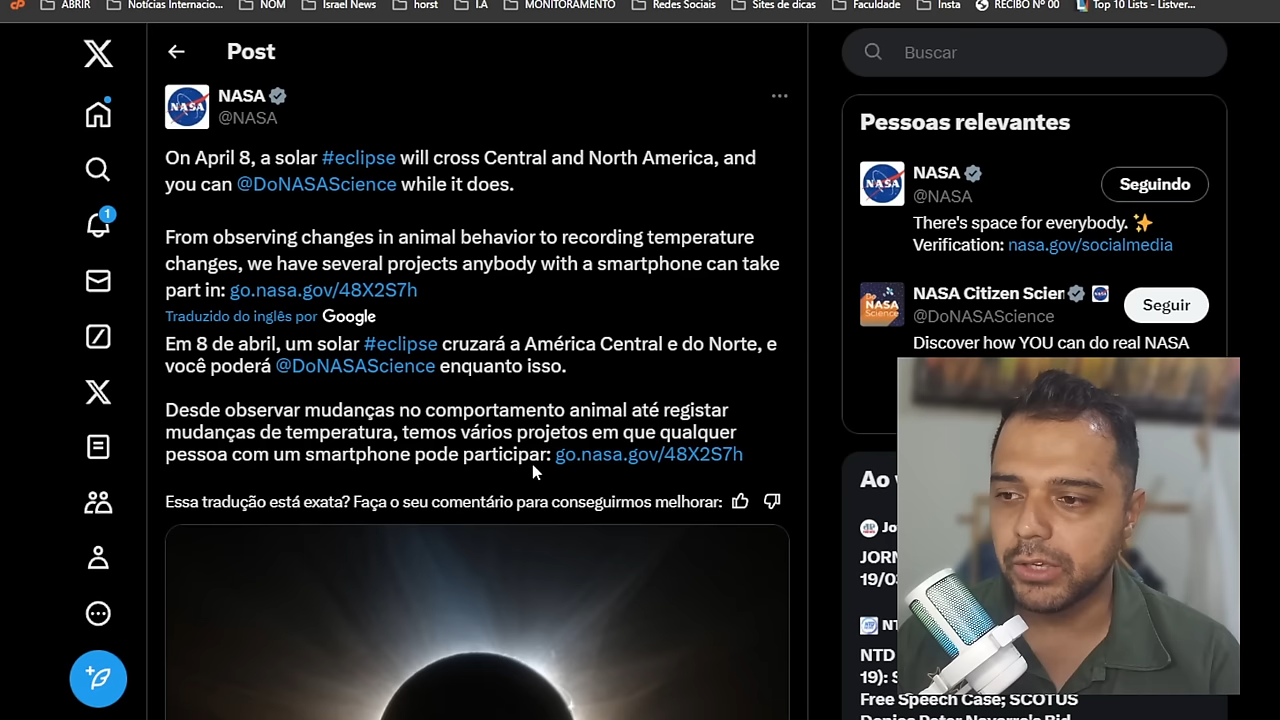 ABRIR
Notícias Internacio...
NOM
Israel News
horst
I.A
MONITORAMENTO
Redes Sociais
Sites de dicas
Faculdade
Insta
RECIBO Nº 00
Top 10 Lists - Listver...
Post
Buscar
NASA
@NASA
On April 8, a solar #eclipse will cross Central and North America, and
you can @DoNASAScience while it does.
From observing changes in animal behavior to recording temperature
changes, we have several projects anybody with a smartphone can take
part in: go.nasa.gov/48X2S7h
Traduzido do inglês por Google
Em 8 de abril, um solar #eclipse cruzará a América Central e do Norte, e
você poderá @DoNASAScience enquanto isso.
Desde observar mudanças no comportamento animal até registar
mudanças de temperatura, temos vários projetos em que qualquer
pessoa com um smartphone pode participar: go.nasa.gov/48X2S7h
Essa tradução está exata? Faça o seu comentário para conseguirmos melhorar:
1
Pessoas relevantes
NASA
@NASA
Seguindo
There's space for everybody. ✨
Verification: nasa.gov/socialmedia
NASA Citizen Scien
@DoNASAScience
Seguir
Discover how YOU can do real NASA
Ao v
Jo
JORN
19/03
NT
NTD
19): S
Free Speech Case; SCOTUS
Denies Peter Navarro's Bid